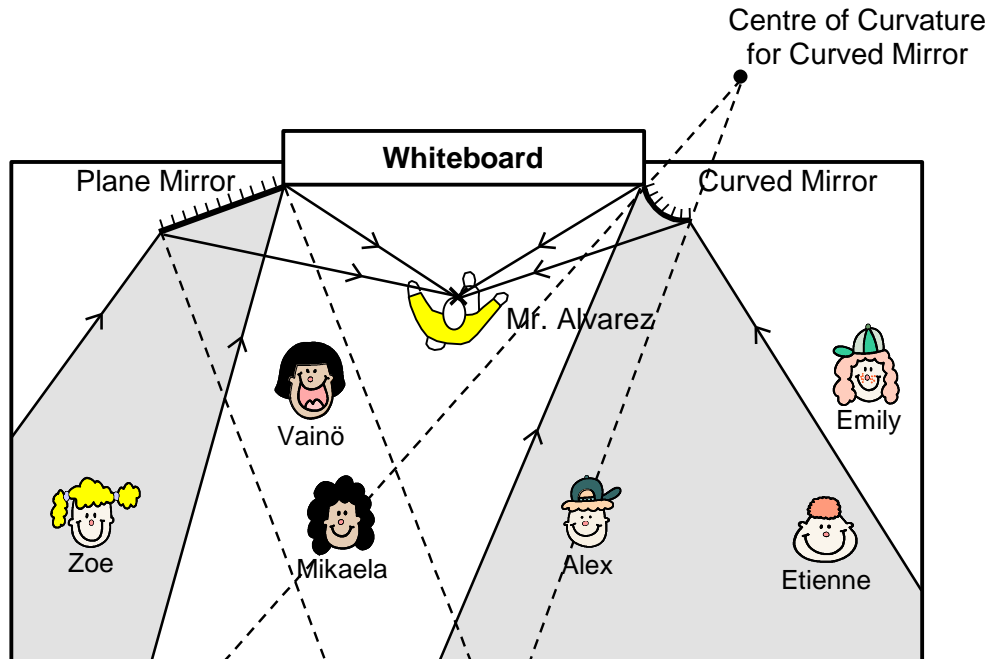 Centre of Curvature
for Curved Mirror
Whiteboard
Plane Mirror
Curved Mirror
Mr. Alvarez
Vainö
Emily
Zoe
Mikaela
Alex
Etienne